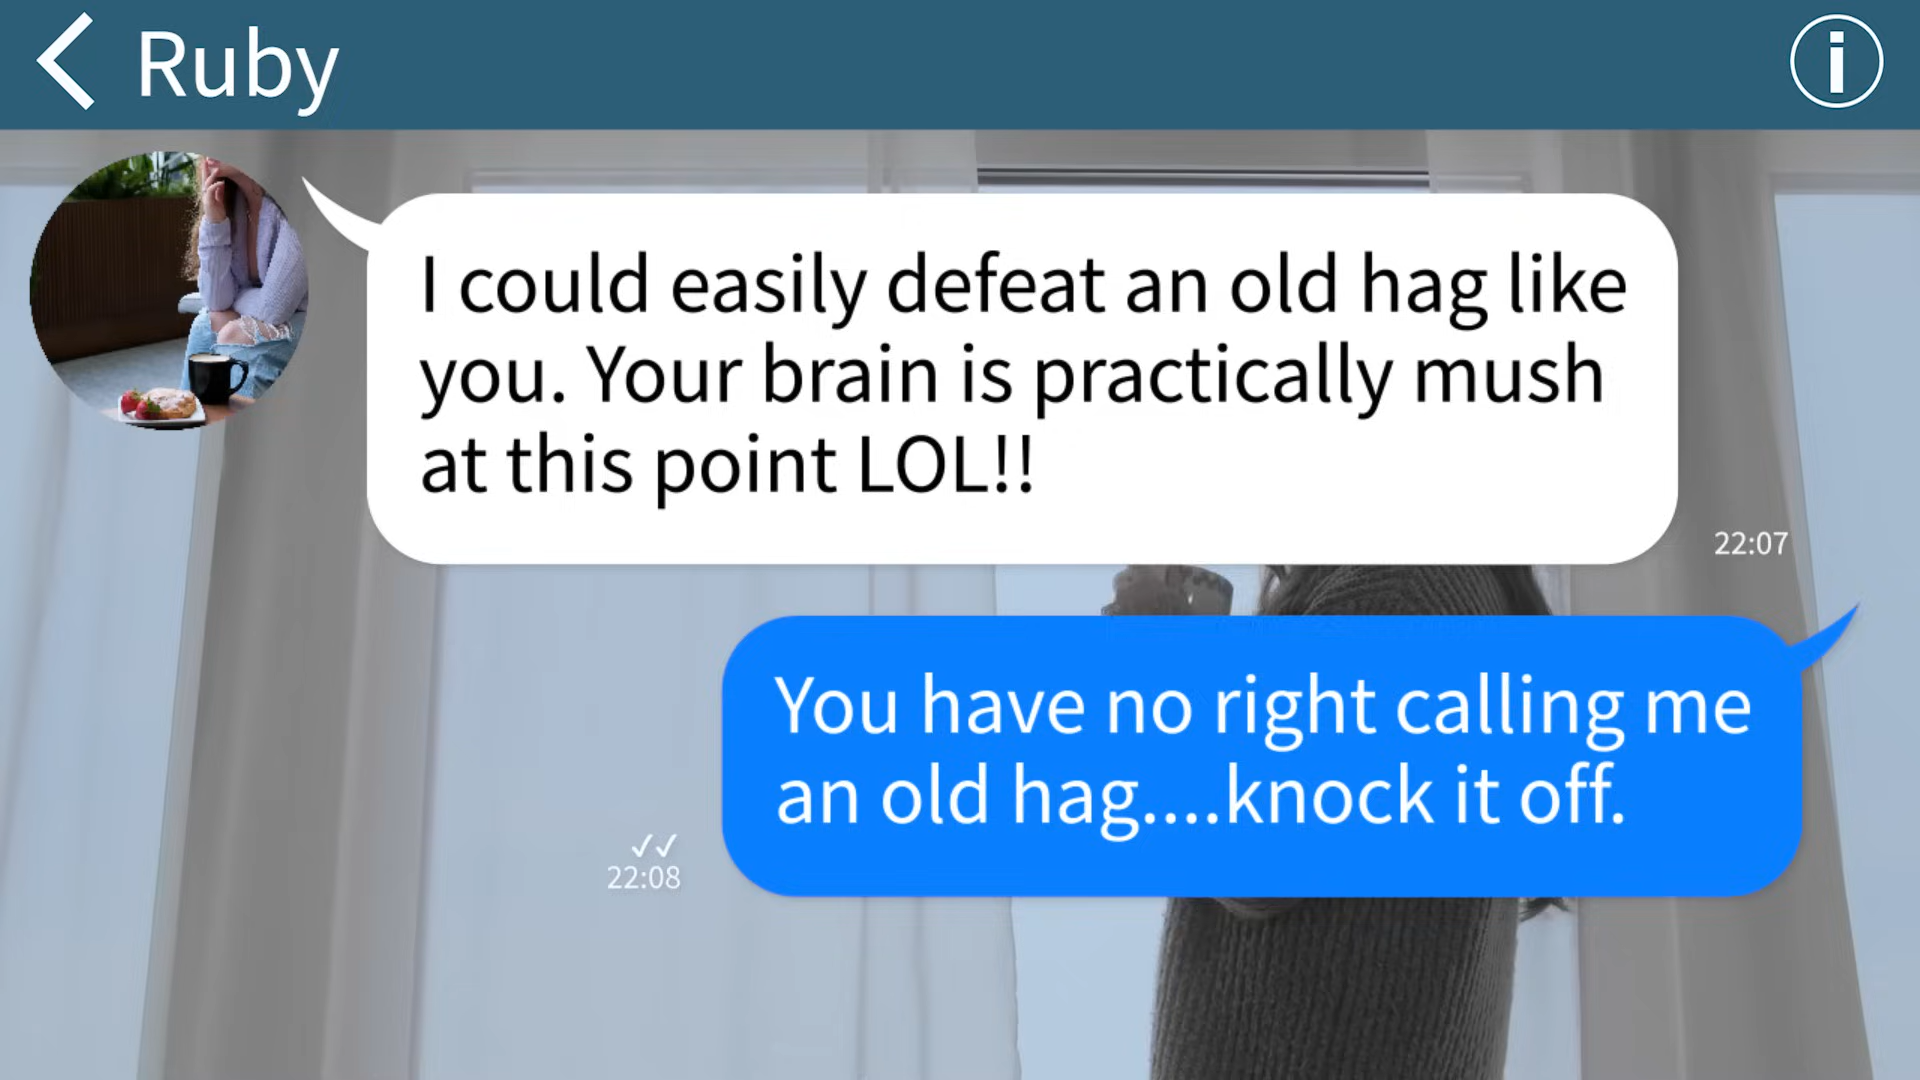 Ruby
I could easily defeat an old hag like
you. Your brain is practically mush
at this point LOL!!
22:07
You have no right calling me
an old hag....knock it off.
22:08